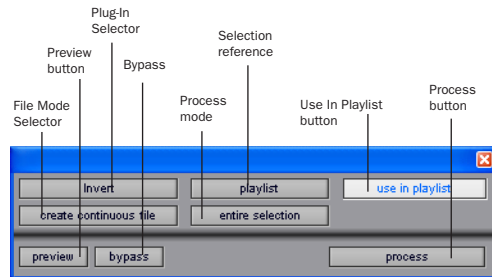 Plug-In
Selector
Selection
reference
Preview
button
Bypass
Process
button
File Mode
Selector
Process
mode
Use In Playlist
button
Invert
playlist
use in playlist
create continuous file
entire selection
preview
bypass
process